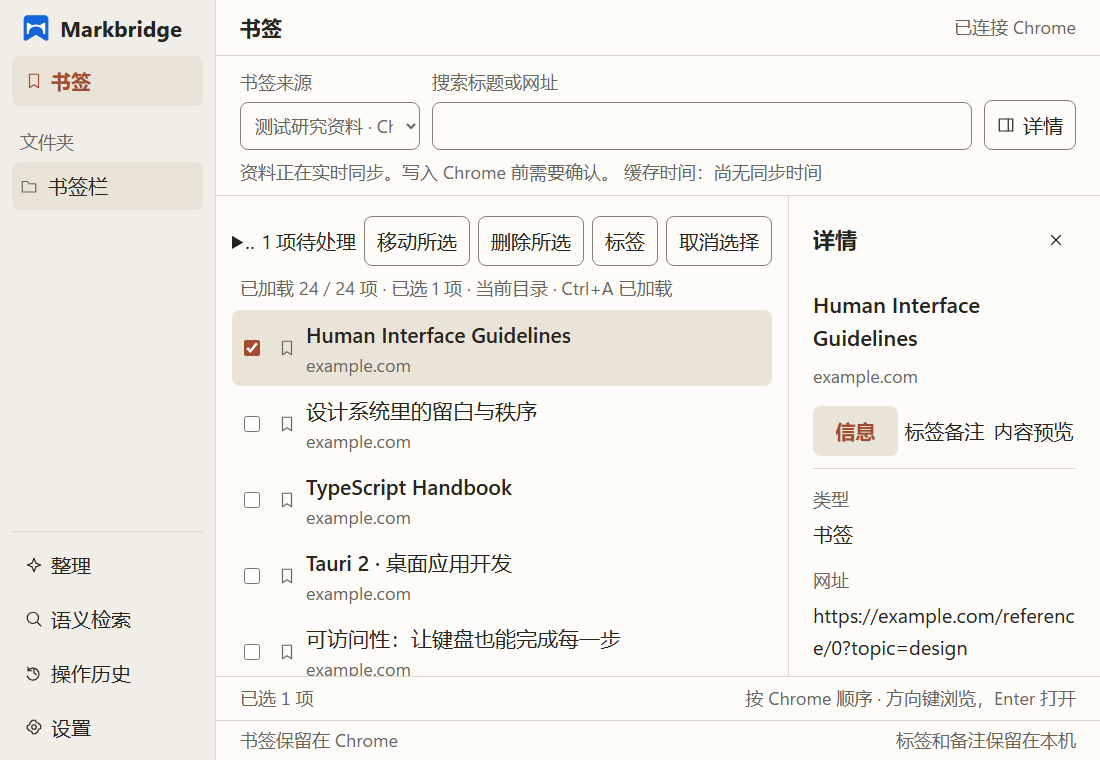 Markbridge
书签
文件夹
书签栏
整理
语义检索
操作历史
设置
书签
已连接 Chrome
书签来源
搜索标题或网址
测试研究资料 · Ch
详情
资料正在实时同步。写入 Chrome 前需要确认。 缓存时间：尚无同步时间
▶.. 1 项待处理
移动所选
删除所选
标签
取消选择
已加载 24 / 24 项 · 已选 1 项 · 当前目录 · Ctrl+A 已加载
Human Interface Guidelines
example.com
设计系统里的留白与秩序
example.com
TypeScript Handbook
example.com
Tauri 2 · 桌面应用开发
example.com
可访问性：让键盘也能完成每一步
example.com
详情
Human Interface
Guidelines
example.com
信息
标签备注
内容预览
类型
书签
网址
https://example.com/referenc
e/0?topic=design
已选 1 项
按 Chrome 顺序 · 方向键浏览，Enter 打开
书签保留在 Chrome
标签和备注保留在本机